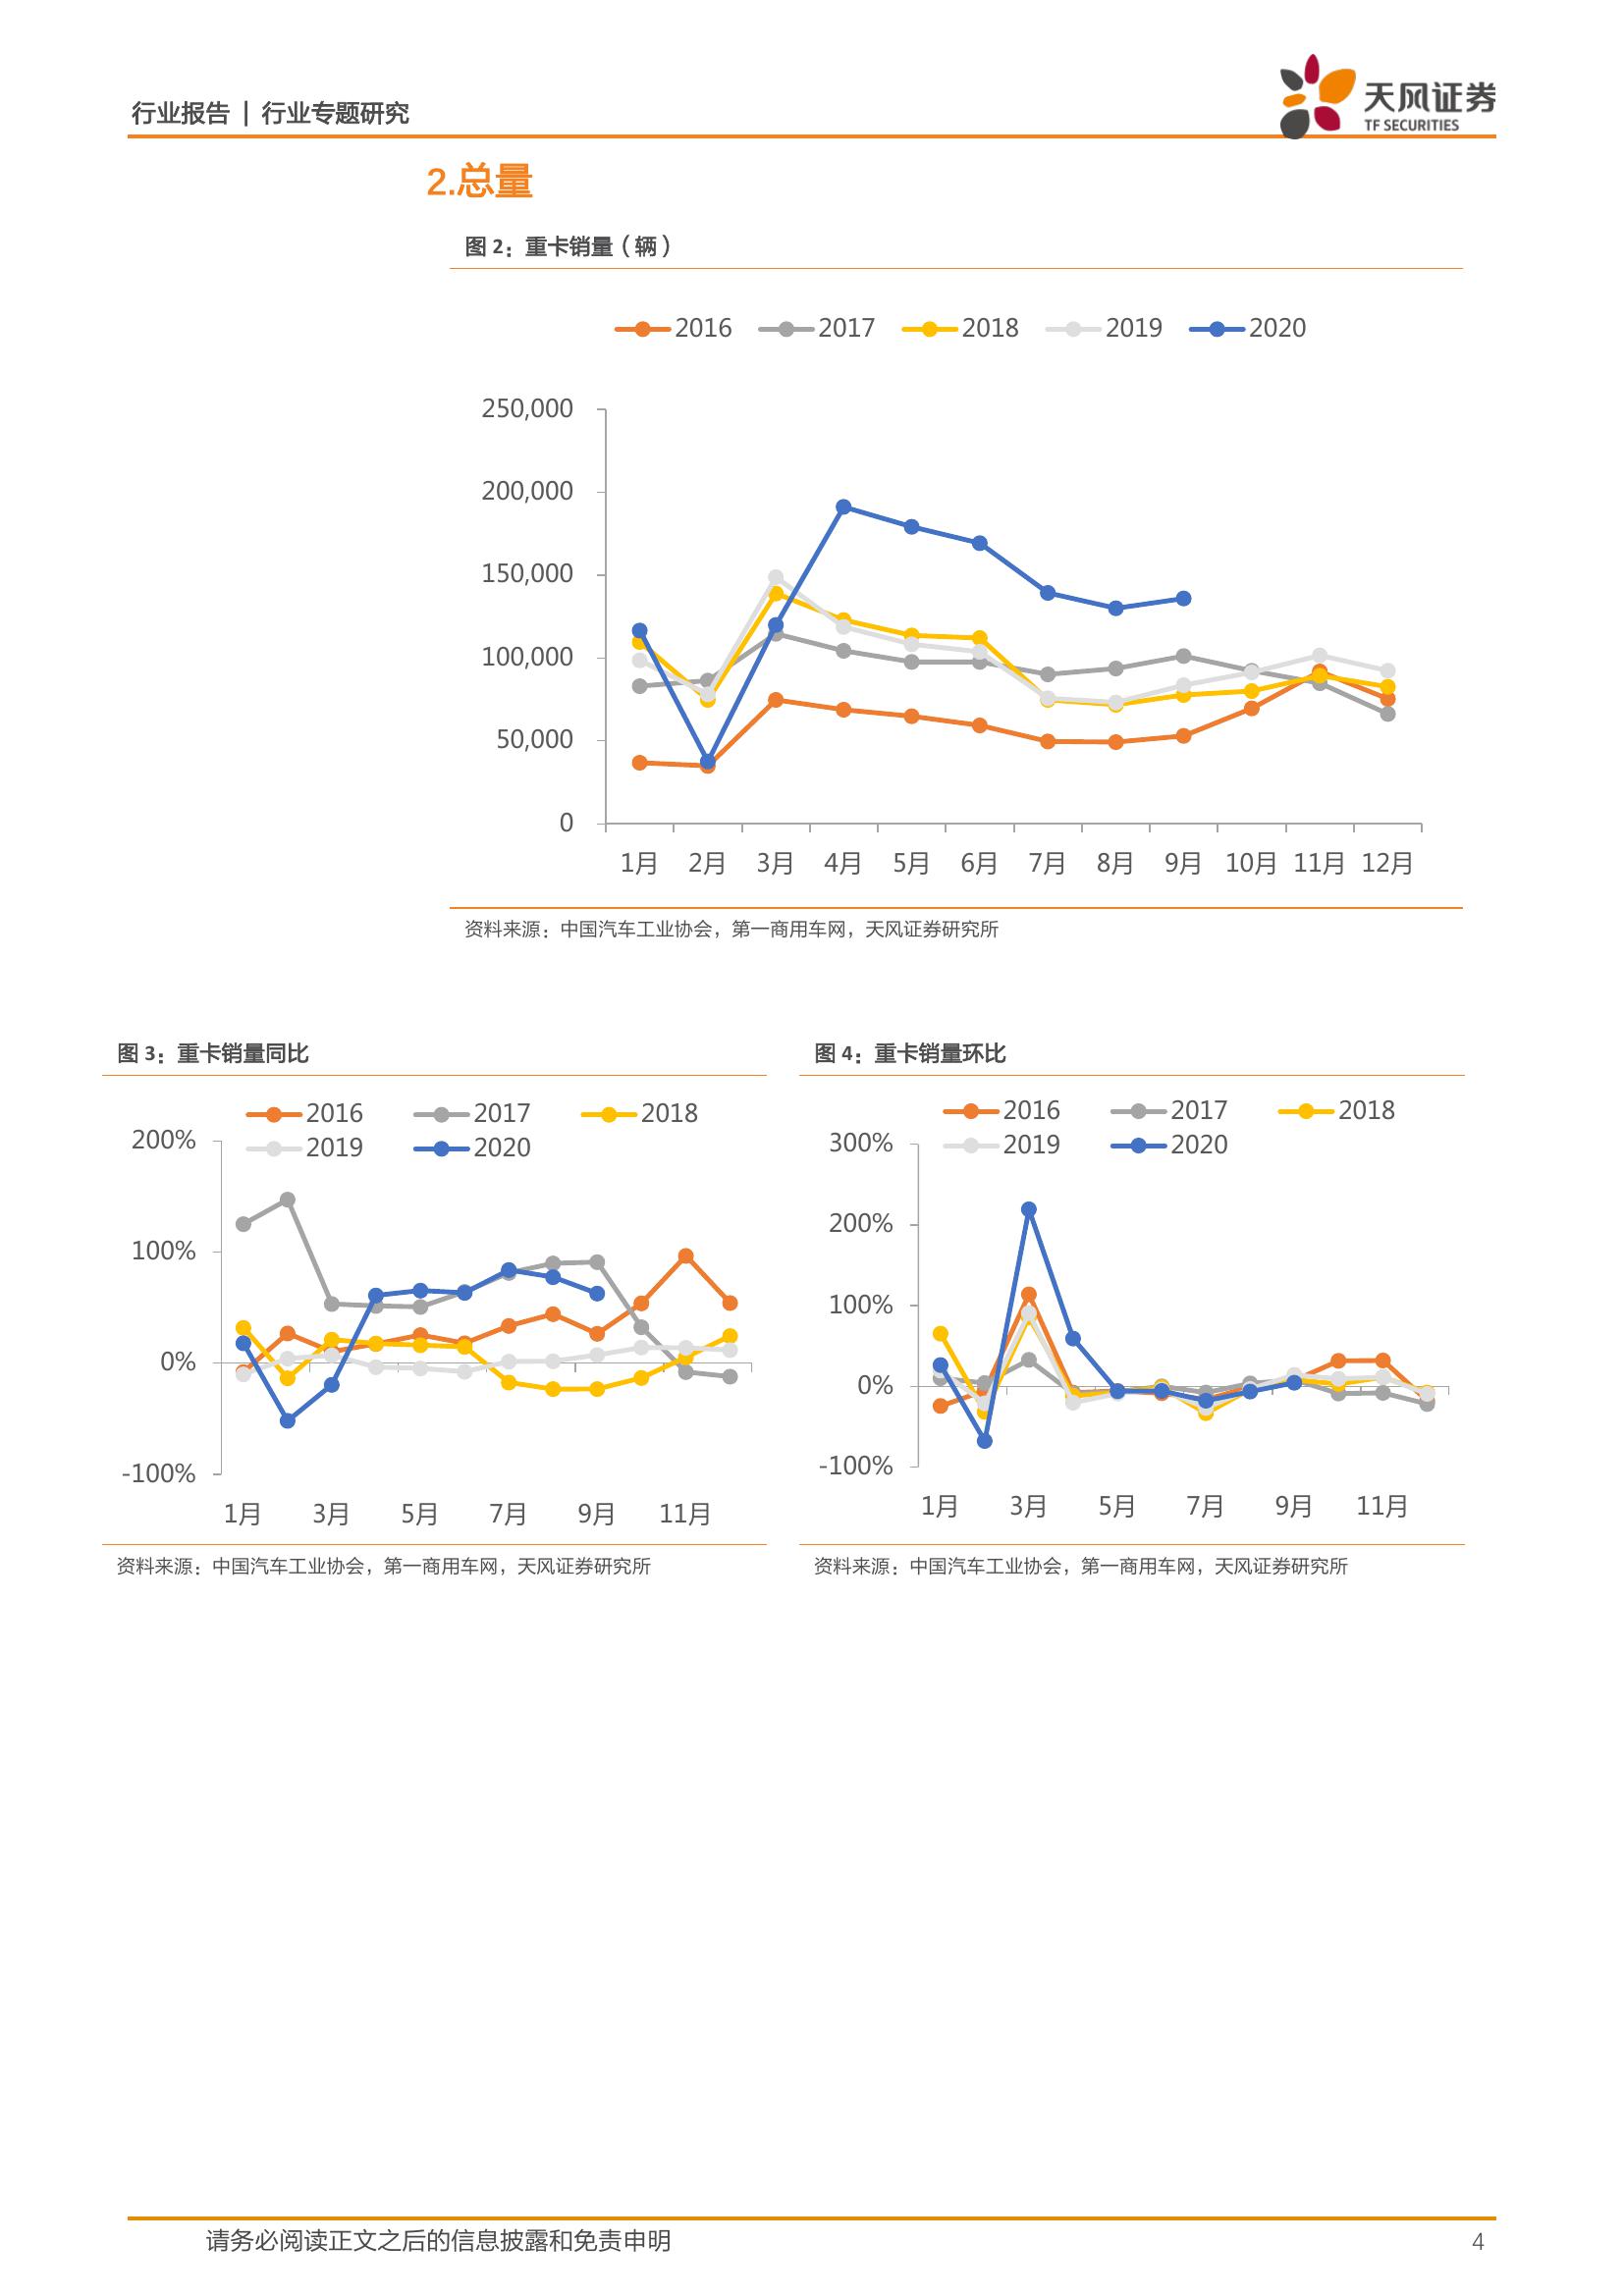 行业报告 | 行业专题研究
天风证券
TF SECURITIES
2.总量
图 2：重卡销量（辆）
2016 2017 2018 2019 2020
250,000
200,000
150,000
100,000
50,000
0
1月 2月 3月 4月 5月 6月 7月 8月 9月 10月 11月 12月
资料来源：中国汽车工业协会，第一商用车网，天风证券研究所
图 3：重卡销量同比
2016 2017 2018
2019 2020
200%
100%
0%
-100%
1月 3月 5月 7月 9月 11月
资料来源：中国汽车工业协会，第一商用车网，天风证券研究所
图 4：重卡销量环比
2016 2017 2018
2019 2020
300%
200%
100%
0%
-100%
1月 3月 5月 7月 9月 11月
资料来源：中国汽车工业协会，第一商用车网，天风证券研究所
请务必阅读正文之后的信息披露和免责申明
4